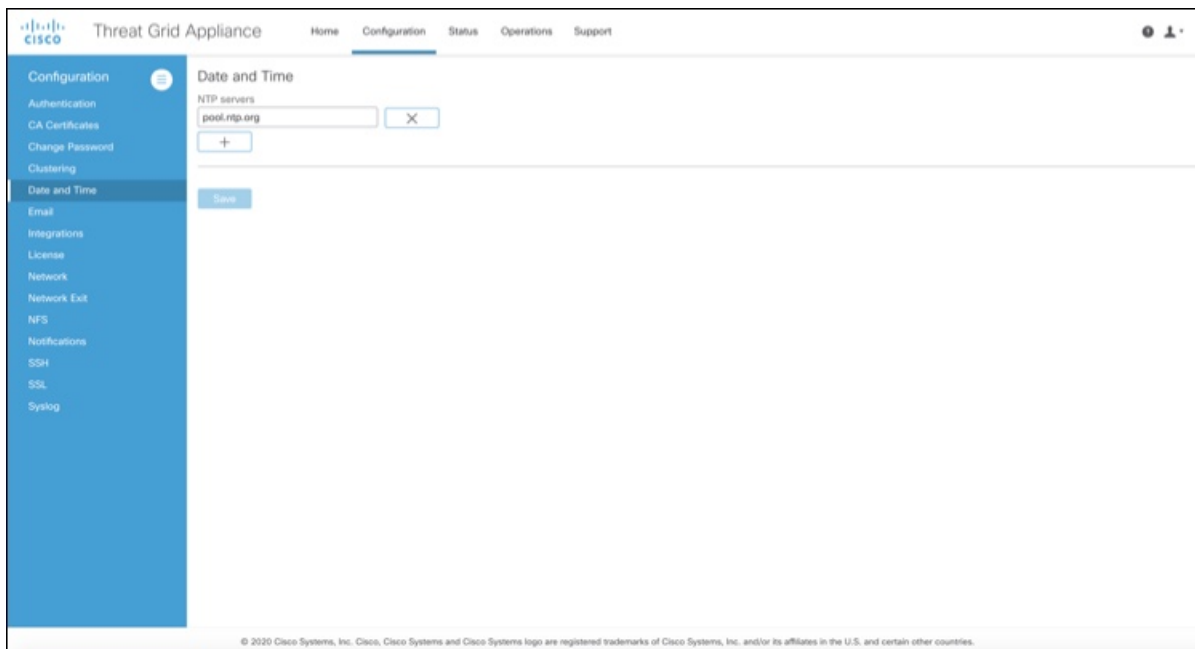 CISCO
Threat Grid Appliance
Home Configuration Status Operations Support
Configuration
Authentication
CA Certificates
Change Password
Clustering
Date and Time
Email
Integrations
License
Network
Network Exit
NFS
Notifications
SSH
SSL
Syslog
Date and Time
NTP servers
pool.ntp.org
Save
© 2020 Cisco Systems, Inc. Cisco, Cisco Systems and Cisco Systems logo are registered trademarks of Cisco Systems, Inc. and/or its affiliates in the U.S. and certain other countries.